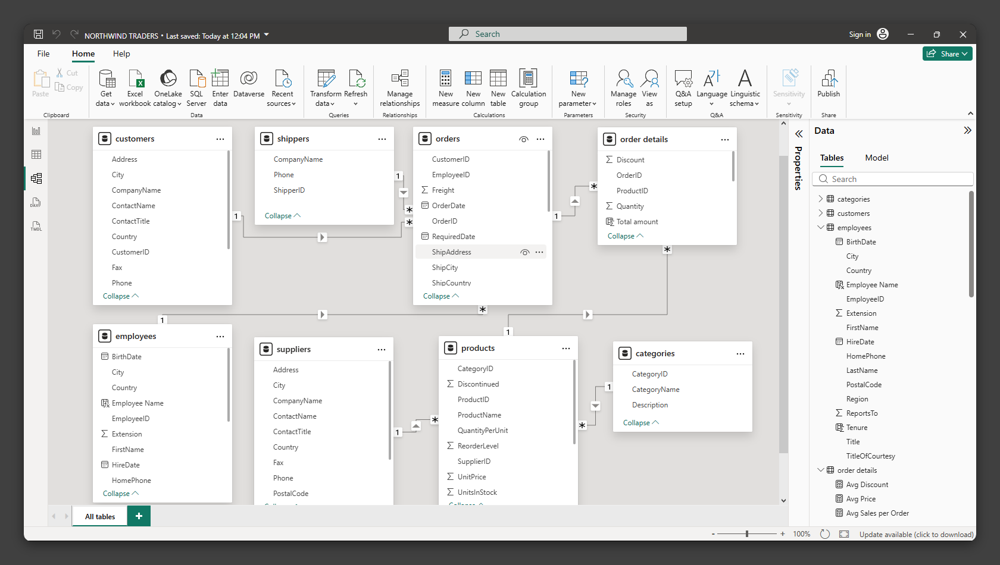 NORTHWIND TRADERS • Last saved: Today at 12:04 PM
Search
Sign in
File
Home
Help
Share
Paste
Cut
Copy
Clipboard
Get data
Excel workbook
OneLake catalog
SQL Server
Enter data
Dataverse
Recent sources
Data
Transform data
Refresh
Queries
Manage relationships
Relationships
New measure
New column
New table
Calculation group
Calculations
New parameter
Parameters
Manage roles
View as
Security
Q&A setup
Language
Linguistic schema
Q&A
Sensitivity
Sensitivity
Publish
Share
DAX
TMDL
customers
Address
City
CompanyName
ContactName
ContactTitle
Country
CustomerID
Fax
Phone
Collapse
shippers
CompanyName
Phone
ShipperID
Collapse
orders
CustomerID
EmployeeID
Freight
OrderDate
OrderID
RequiredDate
ShipAddress
ShipCity
ShipCountry
Collapse
order details
Discount
OrderID
ProductID
Quantity
Total amount
Collapse
1
*
1
*
1
*
*
*
1
1
employees
BirthDate
City
Country
Employee Name
EmployeeID
Extension
FirstName
HireDate
HomePhone
Collapse
suppliers
Address
City
CompanyName
ContactName
ContactTitle
Country
Fax
Phone
PostalCode
Collapse
products
CategoryID
Discontinued
ProductID
ProductName
QuantityPerUnit
ReorderLevel
SupplierID
UnitPrice
UnitsInStock
Collapse
categories
CategoryID
CategoryName
Description
Collapse
1
*
1
*
Properties
Data
Tables
Model
Search
categories
customers
employees
BirthDate
City
Country
Employee Name
EmployeeID
Extension
FirstName
HireDate
HomePhone
LastName
PostalCode
Region
ReportsTo
Tenure
Title
TitleOfCourtesy
order details
Avg Discount
Avg Price
Avg Sales per Order
All tables
+
- + 100%
Update available (click to download)